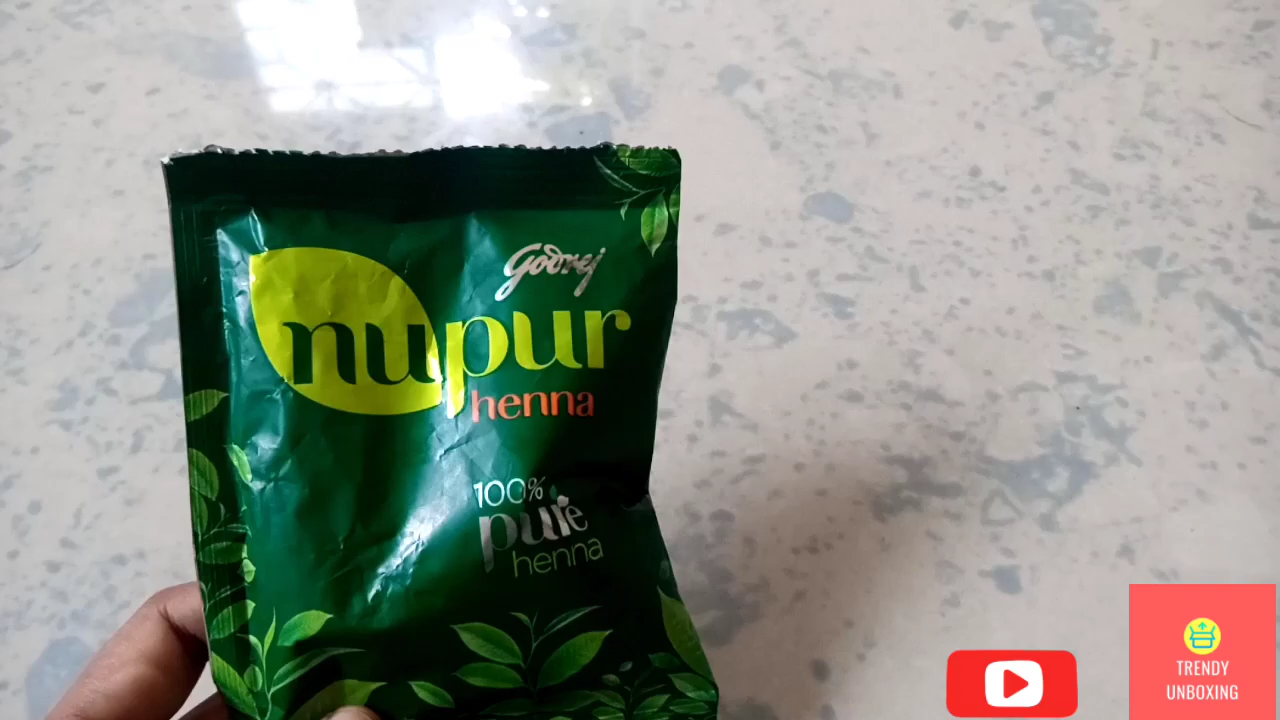 Godrej
nupur
henna
100%
pure
henna
TRENDY
UNBOXING